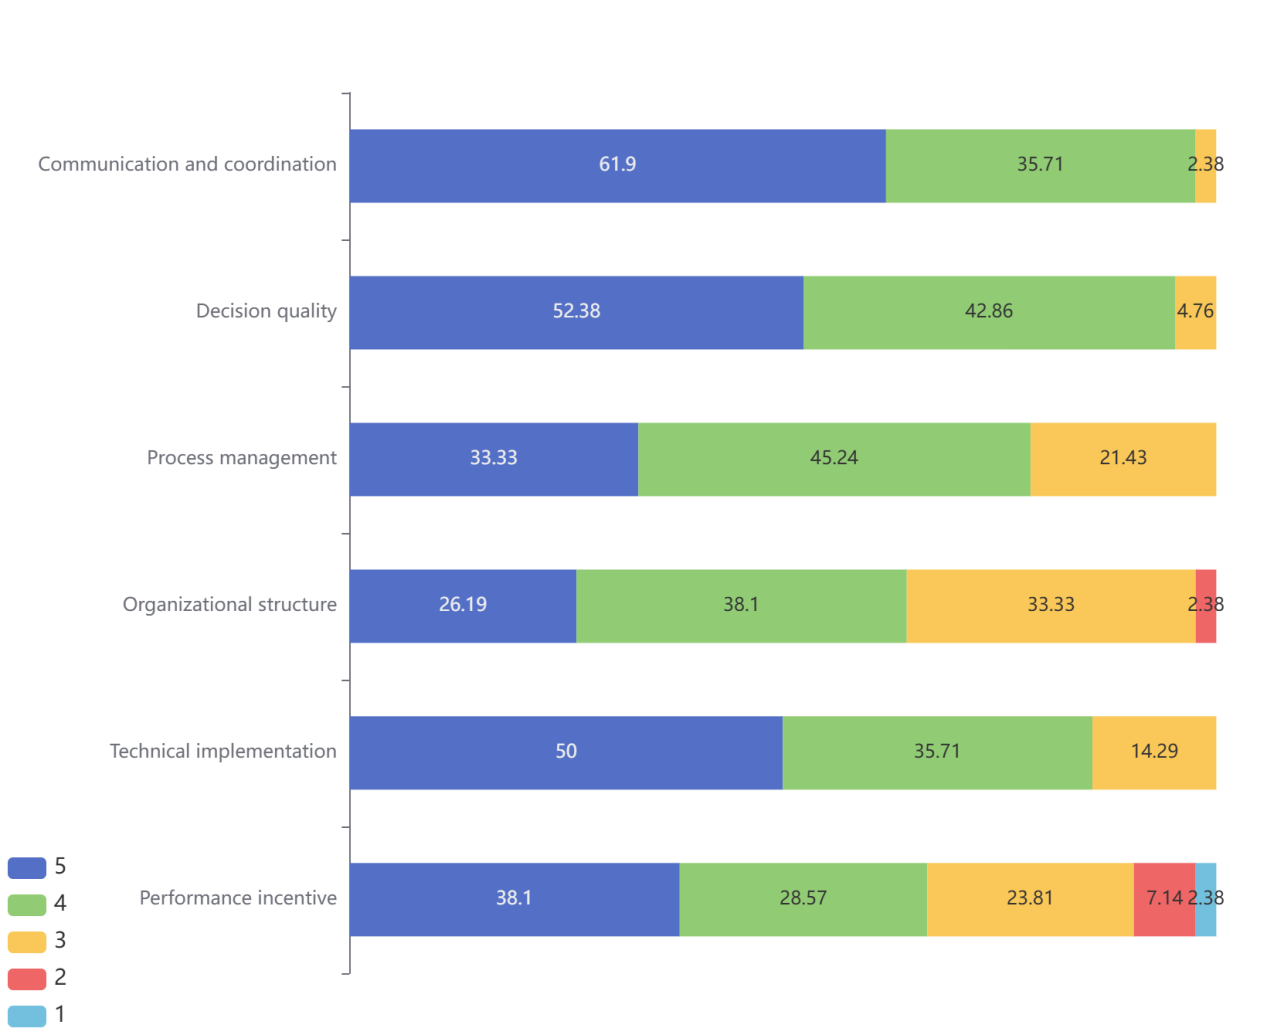 Communication and coordination 61.9 35.71 2.38
Decision quality 52.38 42.86 4.76
Process management 33.33 45.24 21.43
Organizational structure 26.19 38.1 33.33 2.38
Technical implementation 50 35.71 14.29
Performance incentive 38.1 28.57 23.81 7.14 2.38
5
4
3
2
1